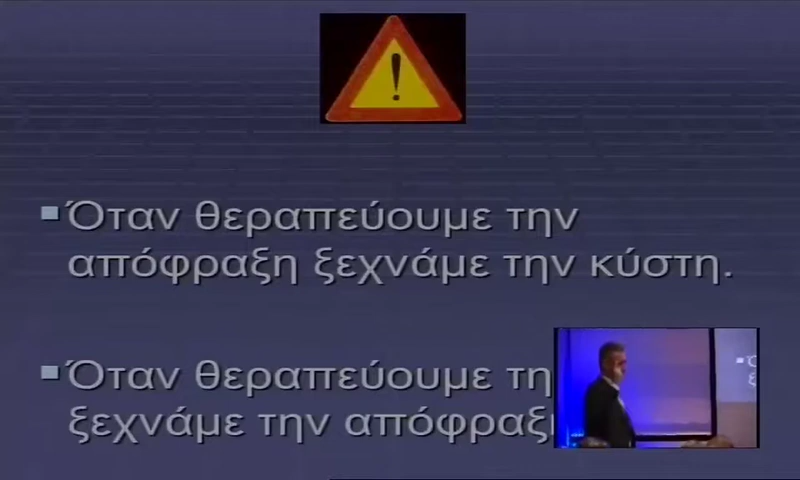 Όταν θεραπεύουμε την
απόφραξη ξεχνάμε την κύστη.
Όταν θεραπεύουμε
ξεχνάμε την